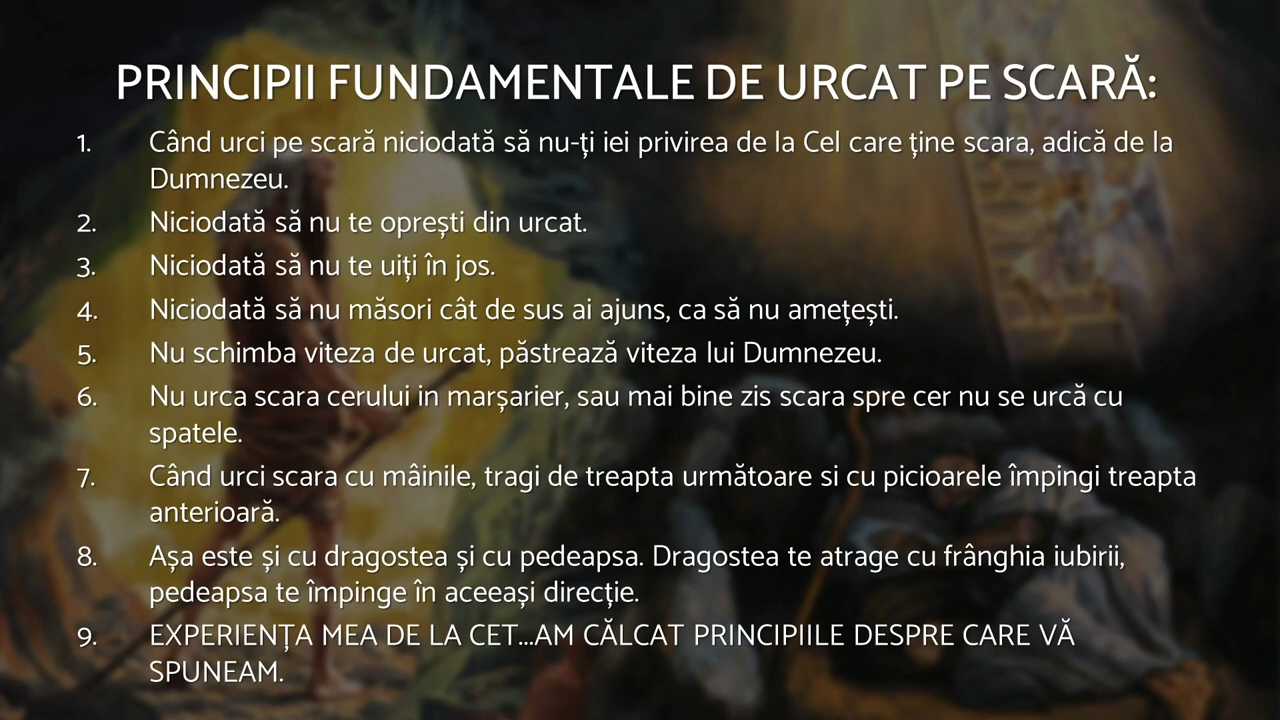 PRINCIPII FUNDAMENTALE DE URCAT PE SCARĂ:
1. Când urci pe scară niciodată să nu-ți iei privirea de la Cel care ține scara, adică de la
Dumnezeu.
2. Niciodată să nu te oprești din urcat.
3. Niciodată să nu te uiți în jos.
4. Niciodată să nu măsori cât de sus ai ajuns, ca să nu amețești.
5. Nu schimba viteza de urcat, păstrează viteza lui Dumnezeu.
6. Nu urca scara cerului in marșarier, sau mai bine zis scara spre cer nu se urcă cu
spatele.
7. Când urci scara cu mâinile, tragi de treapta următoare si cu picioarele împingi treapta
anterioară.
8. Așa este și cu dragostea și cu pedeapsa. Dragostea te atrage cu frânghia iubirii,
pedeapsa te împinge în aceeași direcție.
9. EXPERIENȚA MEA DE LA CET...AM CĂLCAT PRINCIPIILE DESPRE CARE VĂ
SPUNEAM.